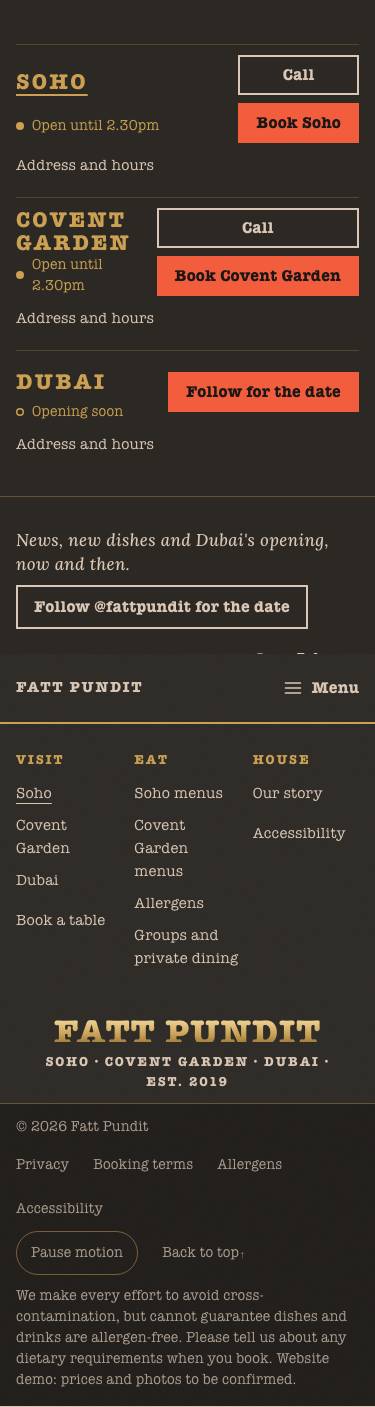 SOHO
Open until 2.30pm
Address and hours
Call
Book Soho
COVENT
GARDEN
Open until
2.30pm
Address and hours
Call
Book Covent Garden
DUBAI
Opening soon
Address and hours
Follow for the date
News, new dishes and Dubai's opening,
now and then.
Follow @fattpundit for the date
FATT PUNDIT
Menu
VISIT
Soho
Covent
Garden
Dubai
Book a table
EAT
Soho menus
Covent
Garden
menus
Allergens
Groups and
private dining
HOUSE
Our story
Accessibility
FATT PUNDIT
SOHO · COVENT GARDEN · DUBAI ·
EST. 2019
© 2026 Fatt Pundit
Privacy Booking terms Allergens
Accessibility
Pause motion Back to top↑
We make every effort to avoid cross-
contamination, but cannot guarantee dishes and
drinks are allergen-free. Please tell us about any
dietary requirements when you book. Website
demo: prices and photos to be confirmed.